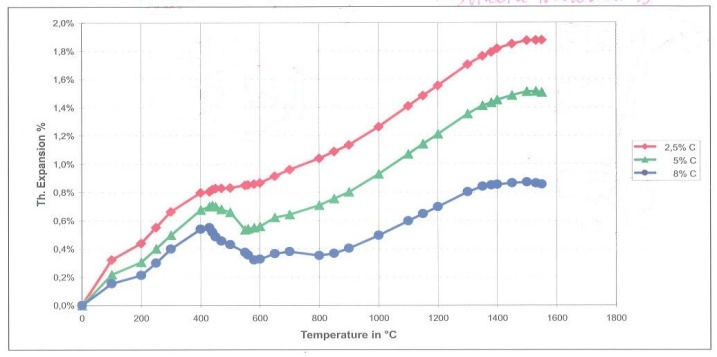 2,0%
1,8%
1,6%
1,4%
1,2%
1,0%
0,8%
0,6%
0,4%
0,2%
0,0%
Th. Expansion %
0 200 400 600 800 1000 1200 1400 1600 1800
Temperature in °C
2,5% C
5% C
8% C